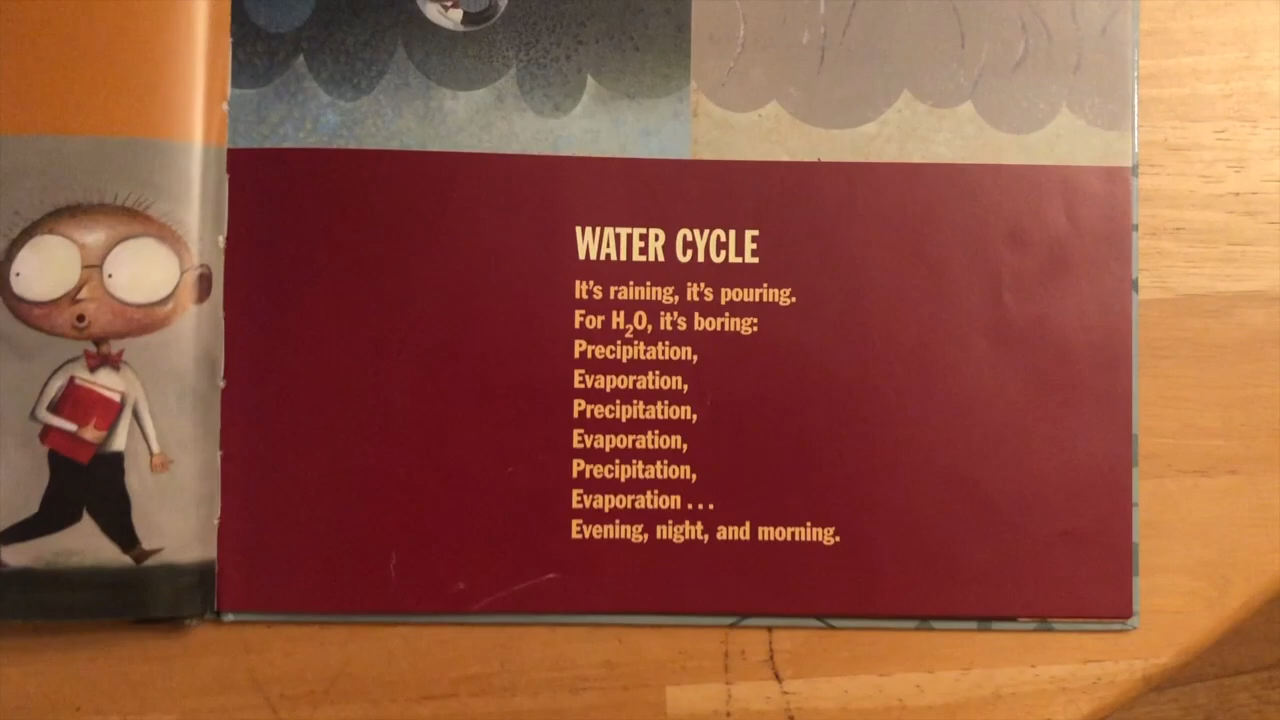 WATER CYCLE
It's raining, it's pouring.
For H₂O, it's boring:
Precipitation,
Evaporation,
Precipitation,
Evaporation,
Precipitation,
Evaporation . . .
Evening, night, and morning.